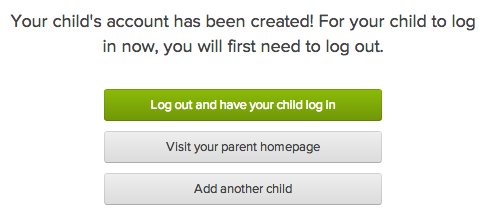 Your child's account has been created! For your child to log
in now, you will first need to log out.
Log out and have your child log in
Visit your parent homepage
Add another child